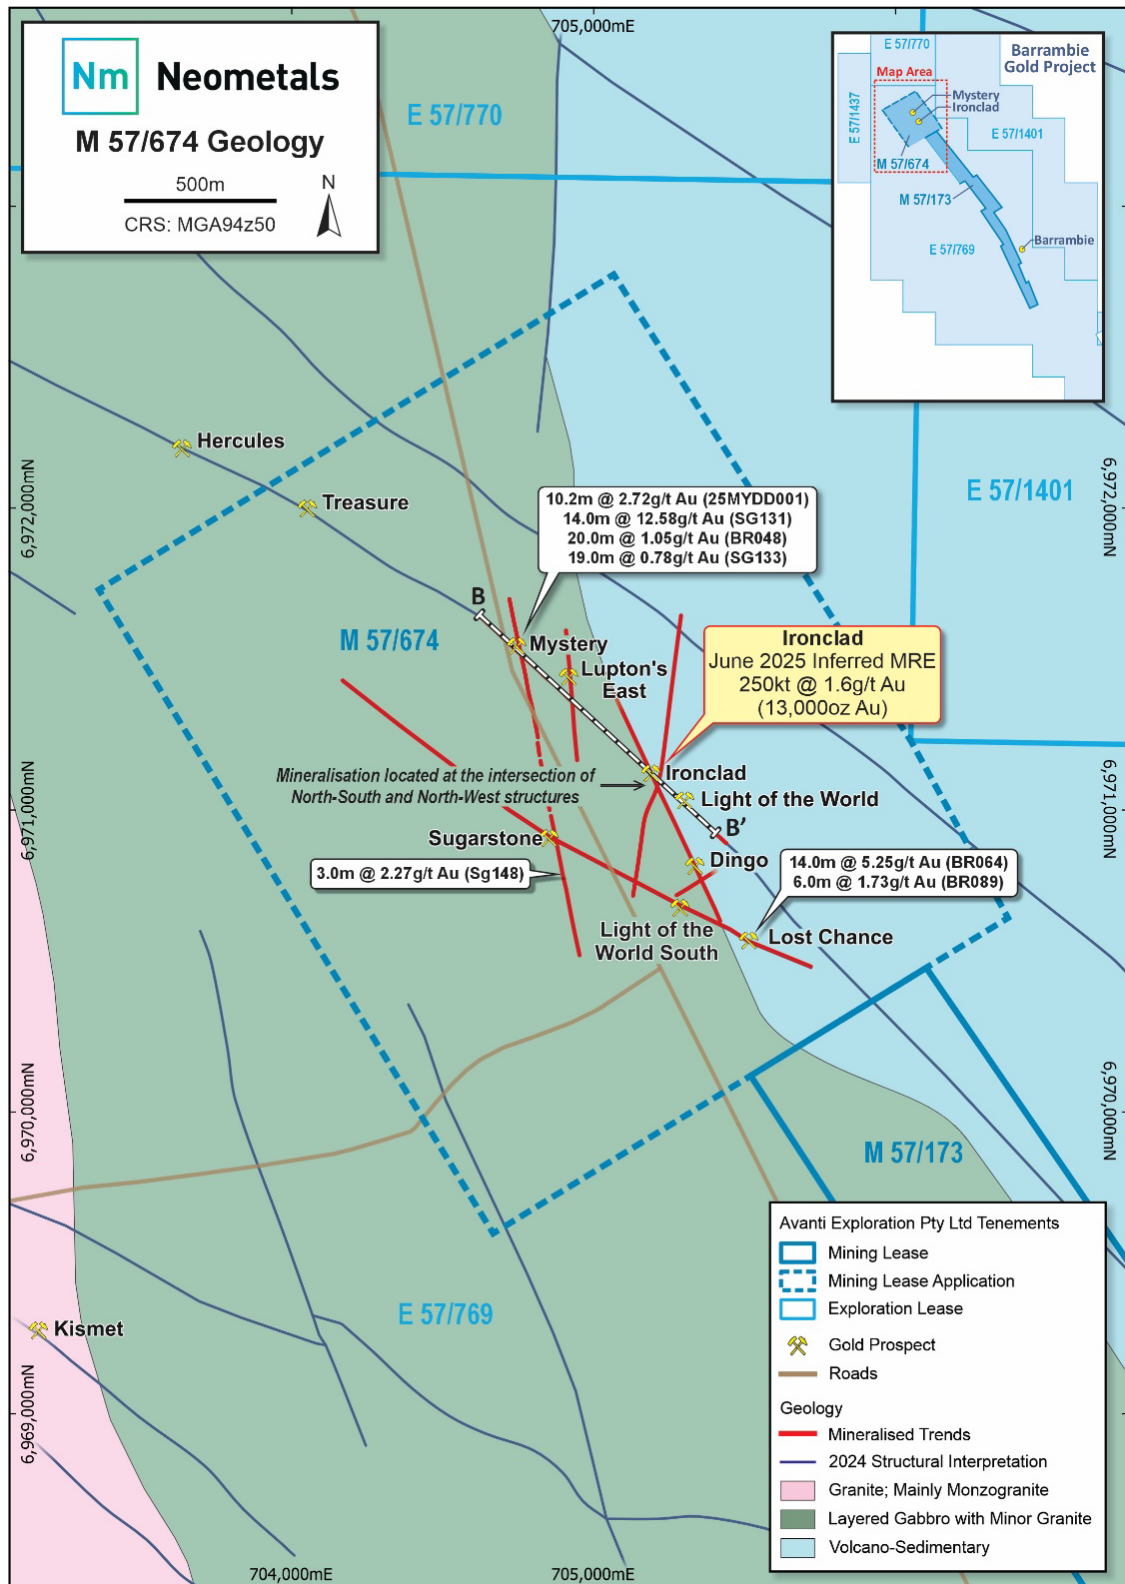 Nm Neometals
M 57/674 Geology
500m
N
CRS: MGA94z50
705,000mE
E 57/770
E 57/770
Barrambie
Gold Project
Map Area
Mystery
Ironclad
E 57/1437
E 57/1401
M 57/674
M 57/173
Barrambie
E 57/769
Hercules
Treasure
6,972,000mN
6,972,000mN
E 57/1401
10.2m @ 2.72g/t Au (25MYDD001)
14.0m @ 12.58g/t Au (SG131)
20.0m @ 1.05g/t Au (BR048)
19.0m @ 0.78g/t Au (SG133)
B
M 57/674
Mystery
Lupton's
East
Ironclad
June 2025 Inferred MRE
250kt @ 1.6g/t Au
(13,000oz Au)
Mineralisation located at the intersection of
North-South and North-West structures
Ironclad
Light of the World
6,971,000mN
6,971,000mN
B'
Sugarstone
Dingo
3.0m @ 2.27g/t Au (Sg148)
14.0m @ 5.25g/t Au (BR064)
6.0m @ 1.73g/t Au (BR089)
Light of the
World South
Lost Chance
6,970,000mN
6,970,000mN
M 57/173
E 57/769
Kismet
6,969,000mN
Avanti Exploration Pty Ltd Tenements
Mining Lease
Mining Lease Application
Exploration Lease
Gold Prospect
Roads
Geology
Mineralised Trends
2024 Structural Interpretation
Granite; Mainly Monzogranite
Layered Gabbro with Minor Granite
Volcano-Sedimentary
704,000mE
705,000mE